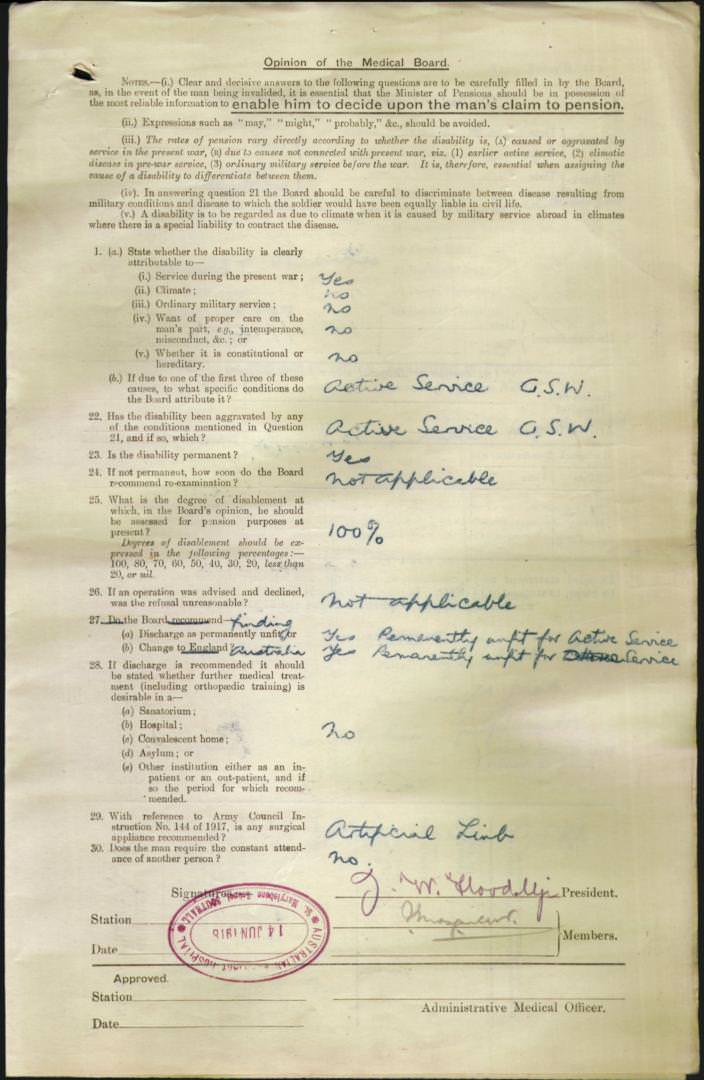 Opinion of the Medical Board.
NOTES.—(i.) Clear and decisive answers to the following questions are to be carefully filled in by the Board,
as, in the event of the man being invalided, it is essential that the Minister of Pensions should be in possession
of the most reliable information to enable him to decide upon the man's claim to pension.
(ii.) Expressions such as "may," "might," "probably," &c., should be avoided.
(iii.) The rates of pension vary directly according to whether the disability is, (A) caused or aggravated by
service in the present war, (B) due to causes not connected with present war, viz. (1) earlier active service, (2) climatic
disease in pre-war service, (3) ordinary military service before the war. It is, therefore, essential when assigning the
cause of a disability to differentiate between them.
(iv). In answering question 21 the Board should be careful to discriminate between disease resulting from
military conditions and disease to which the soldier would have been equally liable in civil life.
(v.) A disability is to be regarded as due to climate when it is caused by military service abroad in climates
where there is a special liability to contract the disease.
1. (a.) State whether the disability is clearly
attributable to—
(i.) Service during the present war; Yes
(ii.) Climate; no
(iii.) Ordinary military service; no
(iv.) Want of proper care on the
man's part, e.g., intemperance, no
misconduct, &c.; or
(v.) Whether it is constitutional or no
hereditary.
(b.) If due to one of the first three of these
causes, to what specific conditions do Active Service G.S.W.
the Board attribute it?
22. Has the disability been aggravated by any
of the conditions mentioned in Question Active Service G.S.W.
21, and if so, which?
23. Is the disability permanent? Yes
24. If not permanent, how soon do the Board not applicable
recommend re-examination?
25. What is the degree of disablement at
which, in the Board's opinion, he should
be assessed for pension purposes at 100%
present?
Degrees of disablement should be ex-
pressed in the following percentages:—
100, 80, 70, 60, 50, 40, 30, 20, less than
20, or nil.
26. If an operation was advised and declined,
was the refusal unreasonable? not applicable
27. Do the Board recommend finding
(a) Discharge as permanently unfit, or Yes Permanently unfit for Active Service
(b) Change to England? Australia Yes Permanently unfit for Service
28. If discharge is recommended it should
be stated whether further medical treat-
ment (including orthopædic training) is
desirable in a—
(a) Sanatorium;
(b) Hospital; no
(c) Convalescent home;
(d) Asylum; or
(e) Other institution either as an in-
patient or an out-patient, and if
so the period for which recom-
mended.
29. With reference to Army Council In-
struction No. 144 of 1917, is any surgical Artificial Limb
appliance recommended?
30. Does the man require the constant attend- no.
ance of another person?
Signatures President.
Station
Members.
Date
AUSTRALIAN HOSPITAL
14 JUN 1918
St. Marylebone School SOUTHALL
Approved.
Station
Administrative Medical Officer.
Date